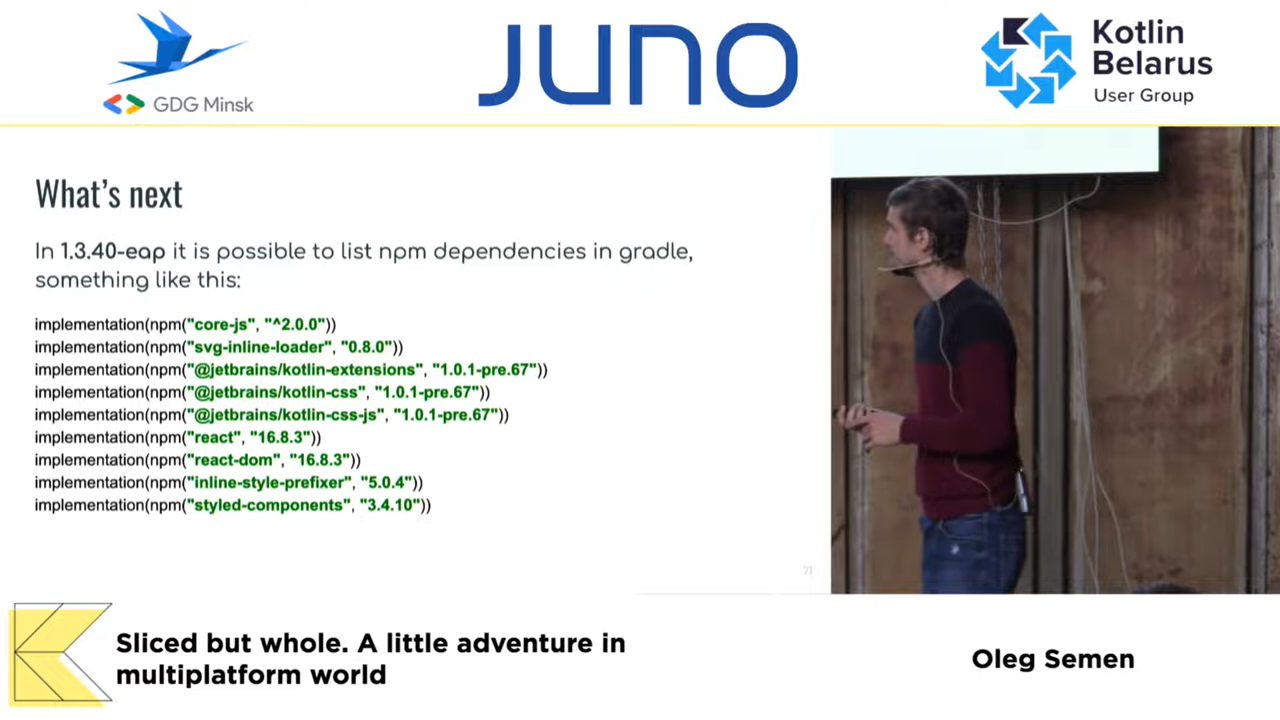 GDG Minsk
JUNO
Kotlin
Belarus
User Group
What's next
In 1.3.40-eap it is possible to list npm dependencies in gradle,
something like this:
implementation(npm("core-js", "^2.0.0"))
implementation(npm("svg-inline-loader", "0.8.0"))
implementation(npm("@jetbrains/kotlin-extensions", "1.0.1-pre.67"))
implementation(npm("@jetbrains/kotlin-css", "1.0.1-pre.67"))
implementation(npm("@jetbrains/kotlin-css-js", "1.0.1-pre.67"))
implementation(npm("react", "16.8.3"))
implementation(npm("react-dom", "16.8.3"))
implementation(npm("inline-style-prefixer", "5.0.4"))
implementation(npm("styled-components", "3.4.10"))
71
Sliced but whole. A little adventure in
multiplatform world
Oleg Semen